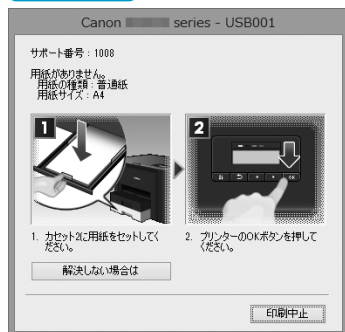 Canon series - USB001
サポート番号 : 1008
用紙がありません。
用紙の種類 : 普通紙
用紙サイズ : A4
1
2
OK
1. カセット2に用紙をセットしてく
ださい。
2. プリンターのOKボタンを押して
ください。
解決しない場合は
印刷中止